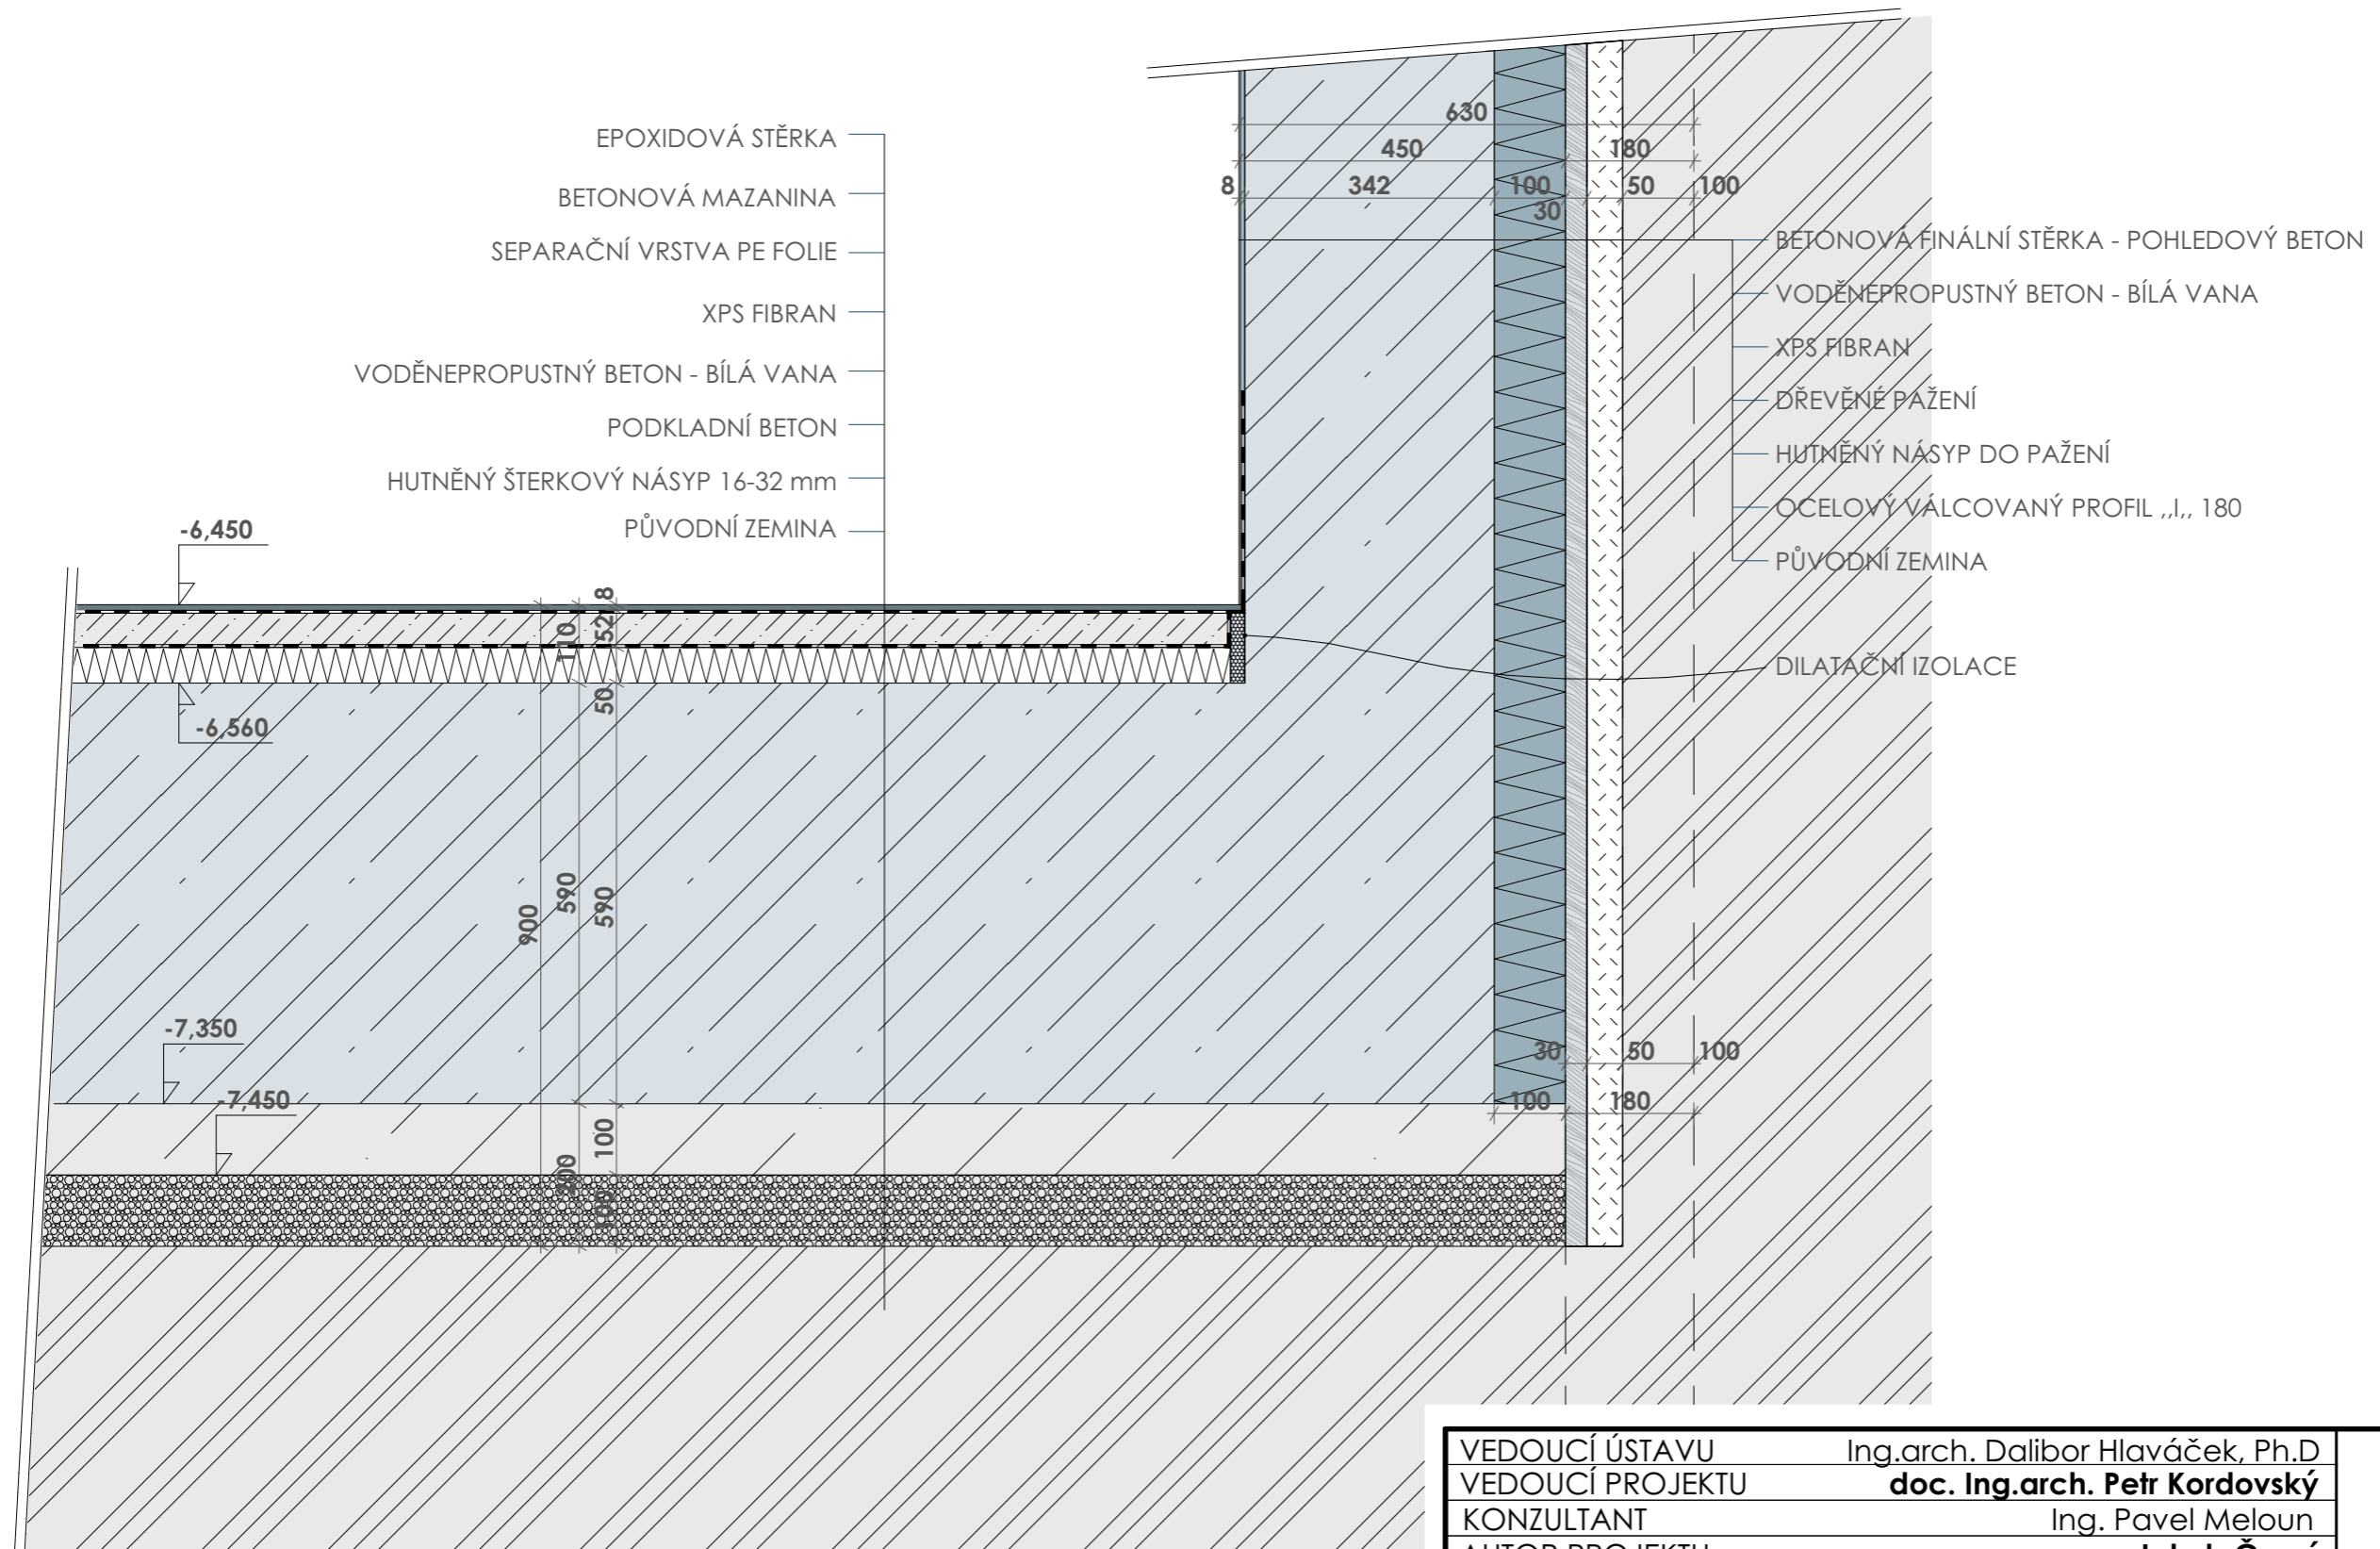 630
450 180
8 342 100 30 50 100
EPOXIDOVÁ STĚRKA
BETONOVÁ MAZANINA
SEPARAČNÍ VRSTVA PE FOLIE
XPS FIBRAN
VODĚNEPROPUSTNÝ BETON - BÍLÁ VANA
PODKLADNÍ BETON
HUTNĚNÝ ŠTERKOVÝ NÁSYP 16-32 mm
PŮVODNÍ ZEMINA
BETONOVÁ FINÁLNÍ STĚRKA - POHLEDOVÝ BETON
VODĚNEPROPUSTNÝ BETON - BÍLÁ VANA
XPS FIBRAN
DŘEVĚNÉ PAŽENÍ
HUTNĚNÝ NÁSYP DO PAŽENÍ
OCELOVÝ VÁLCOVANÝ PROFIL ,,I,, 180
PŮVODNÍ ZEMINA
DILATAČNÍ IZOLACE
-6,450
-6,560
-7,350
-7,450
8
52
110
50
590
590
900
100
200
100
30 50 100
100 180
VEDOUCÍ ÚSTAVU Ing.arch. Dalibor Hlaváček, Ph.D
VEDOUCÍ PROJEKTU doc. Ing.arch. Petr Kordovský
KONZULTANT Ing. Pavel Meloun